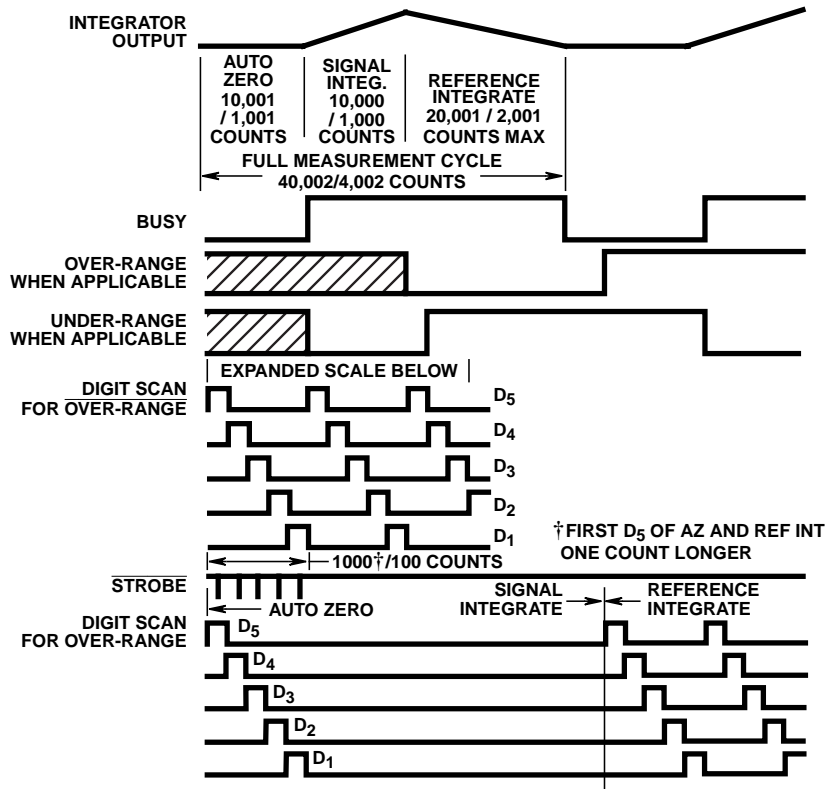 INTEGRATOR
OUTPUT
AUTO
ZERO
10,001
/ 1,001
COUNTS
SIGNAL
INTEG.
10,000
/ 1,000
COUNTS
REFERENCE
INTEGRATE
20,001 / 2,001
COUNTS MAX
FULL MEASUREMENT CYCLE
40,002/4,002 COUNTS
BUSY
OVER-RANGE
WHEN APPLICABLE
UNDER-RANGE
WHEN APPLICABLE
EXPANDED SCALE BELOW
DIGIT SCAN
FOR OVER-RANGE
D5
D4
D3
D2
D1
†FIRST D5 OF AZ AND REF INT
ONE COUNT LONGER
1000†/100 COUNTS
STROBE
AUTO ZERO
SIGNAL
INTEGRATE
REFERENCE
INTEGRATE
DIGIT SCAN
FOR OVER-RANGE
D5
D4
D3
D2
D1